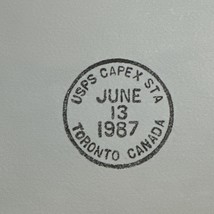 USPS CAPEX STA
JUNE
13
1987
TORONTO CANADA